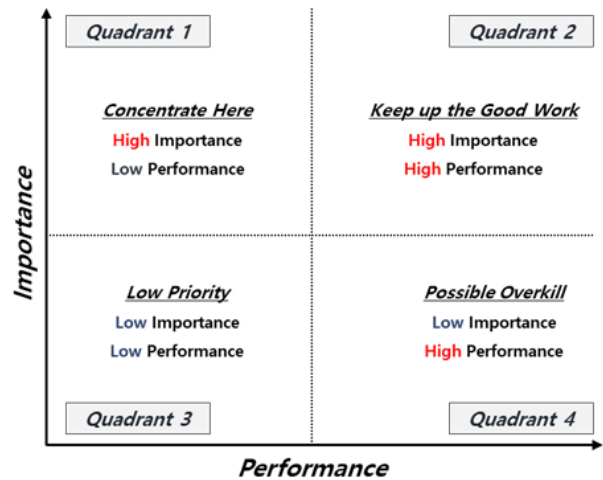 Quadrant 1
Quadrant 2
Concentrate Here
High Importance
Low Performance
Keep up the Good Work
High Importance
High Performance
Importance
Low Priority
Low Importance
Low Performance
Possible Overkill
Low Importance
High Performance
Quadrant 3
Quadrant 4
Performance